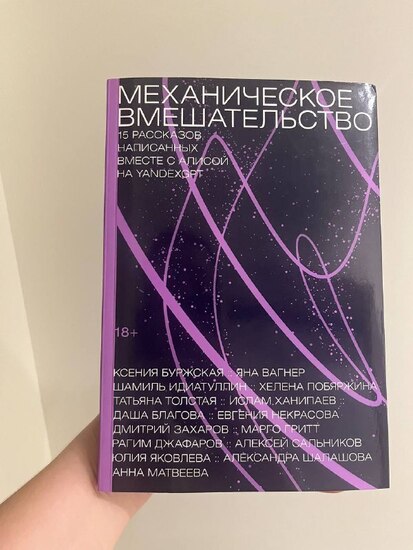 МЕХАНИЧЕСКОЕ
ВМЕШАТЕЛЬСТВО
15 РАССКАЗОВ,
НАПИСАННЫХ
ВМЕСТЕ С АЛИСОЙ
НА YANDEXGPT
18+
КСЕНИЯ БУРЖСКАЯ :: ЯНА ВАГНЕР
ШАМИЛЬ ИДИАТУЛЛИН :: ХЕЛЕНА ПОБЯРЖИНА
ТАТЬЯНА ТОЛСТАЯ :: ИСЛАМ ХАНИПАЕВ ::
ДАША БЛАГОВА :: ЕВГЕНИЯ НЕКРАСОВА
ДМИТРИЙ ЗАХАРОВ :: МАРГО ГРИТТ
РАГИМ ДЖАФАРОВ :: АЛЕКСЕЙ САЛЬНИКОВ
ЮЛИЯ ЯКОВЛЕВА :: АЛЕКСАНДРА ШАЛАШОВА
АННА МАТВЕЕВА